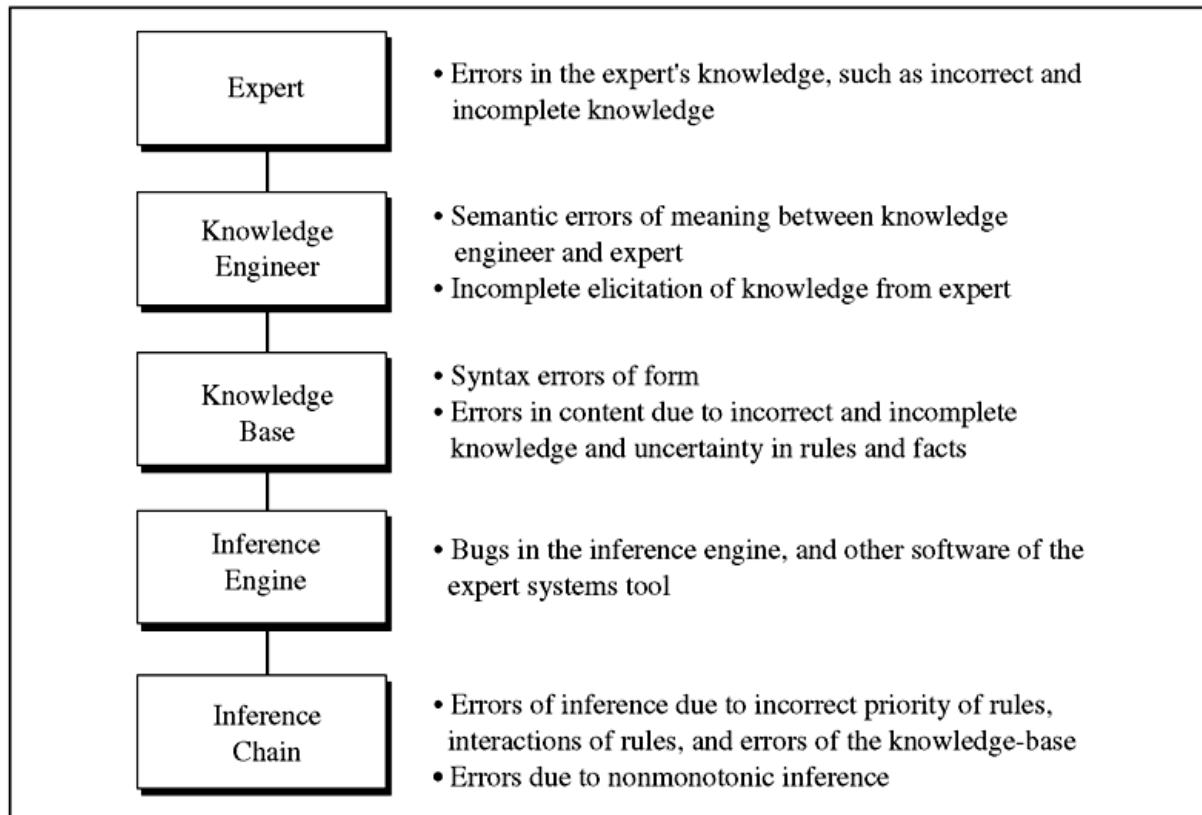 Expert
• Errors in the expert's knowledge, such as incorrect and
incomplete knowledge
Knowledge
Engineer
• Semantic errors of meaning between knowledge
engineer and expert
• Incomplete elicitation of knowledge from expert
Knowledge
Base
• Syntax errors of form
• Errors in content due to incorrect and incomplete
knowledge and uncertainty in rules and facts
Inference
Engine
• Bugs in the inference engine, and other software of the
expert systems tool
Inference
Chain
• Errors of inference due to incorrect priority of rules,
interactions of rules, and errors of the knowledge-base
• Errors due to nonmonotonic inference